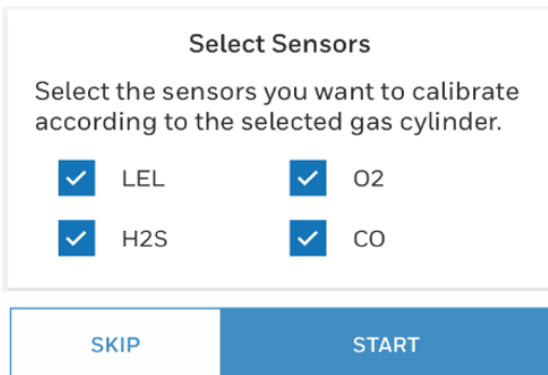 Select Sensors
Select the sensors you want to calibrate
according to the selected gas cylinder.
LEL
O2
H2S
CO
SKIP
START